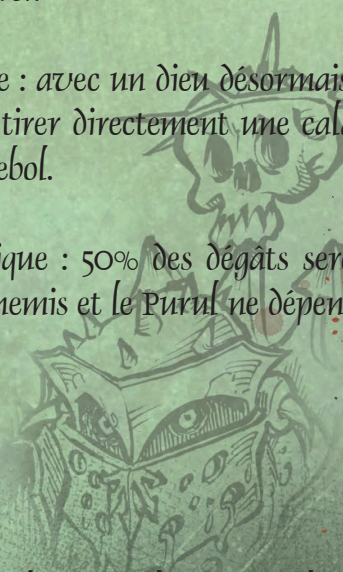 e : avec un dieu désormais
tirer directement une cal
ebol.
ique : 50% des dégâts ser
nemis et le Purul ne dépen